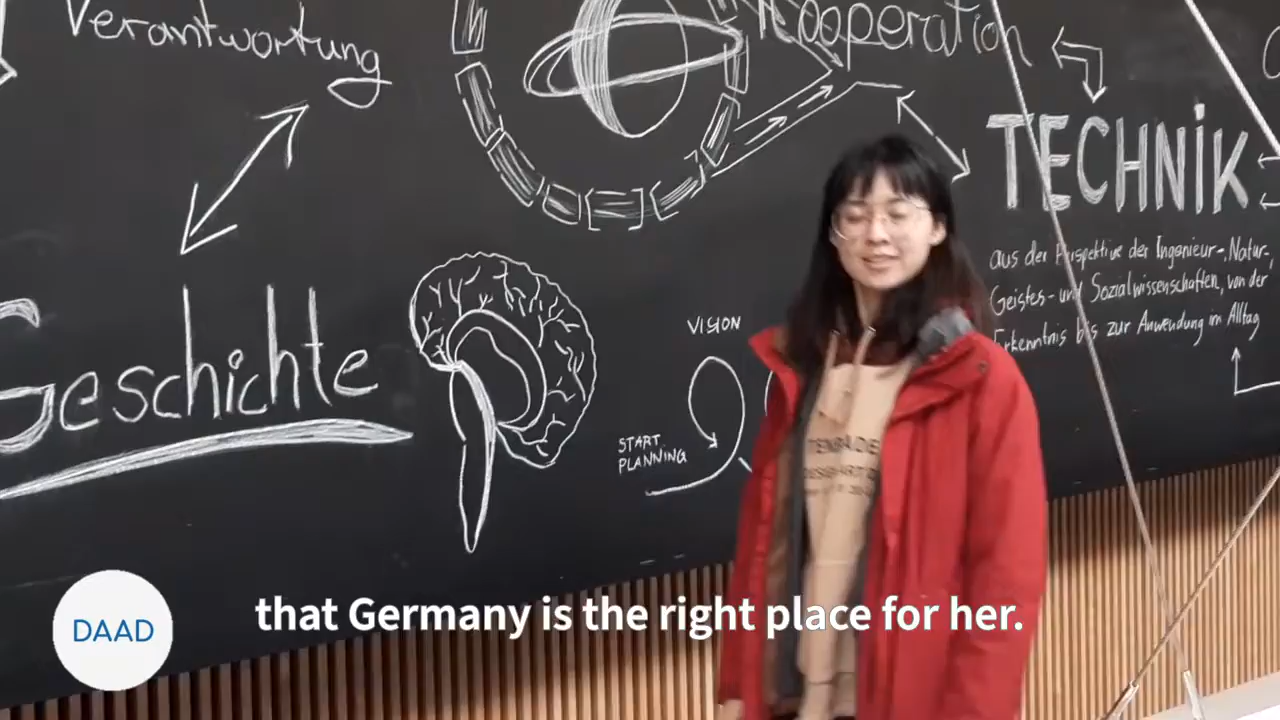 Verantwortung
Kooperation
TECHNIK
aus der Perspektive der Ingenieur-, Natur-,
Geistes- und Sozialwissenschaften, von der
Erkenntnis bis zur Anwendung im Alltag
Geschichte
VISION
START
PLANNING
DAAD
that Germany is the right place for her.